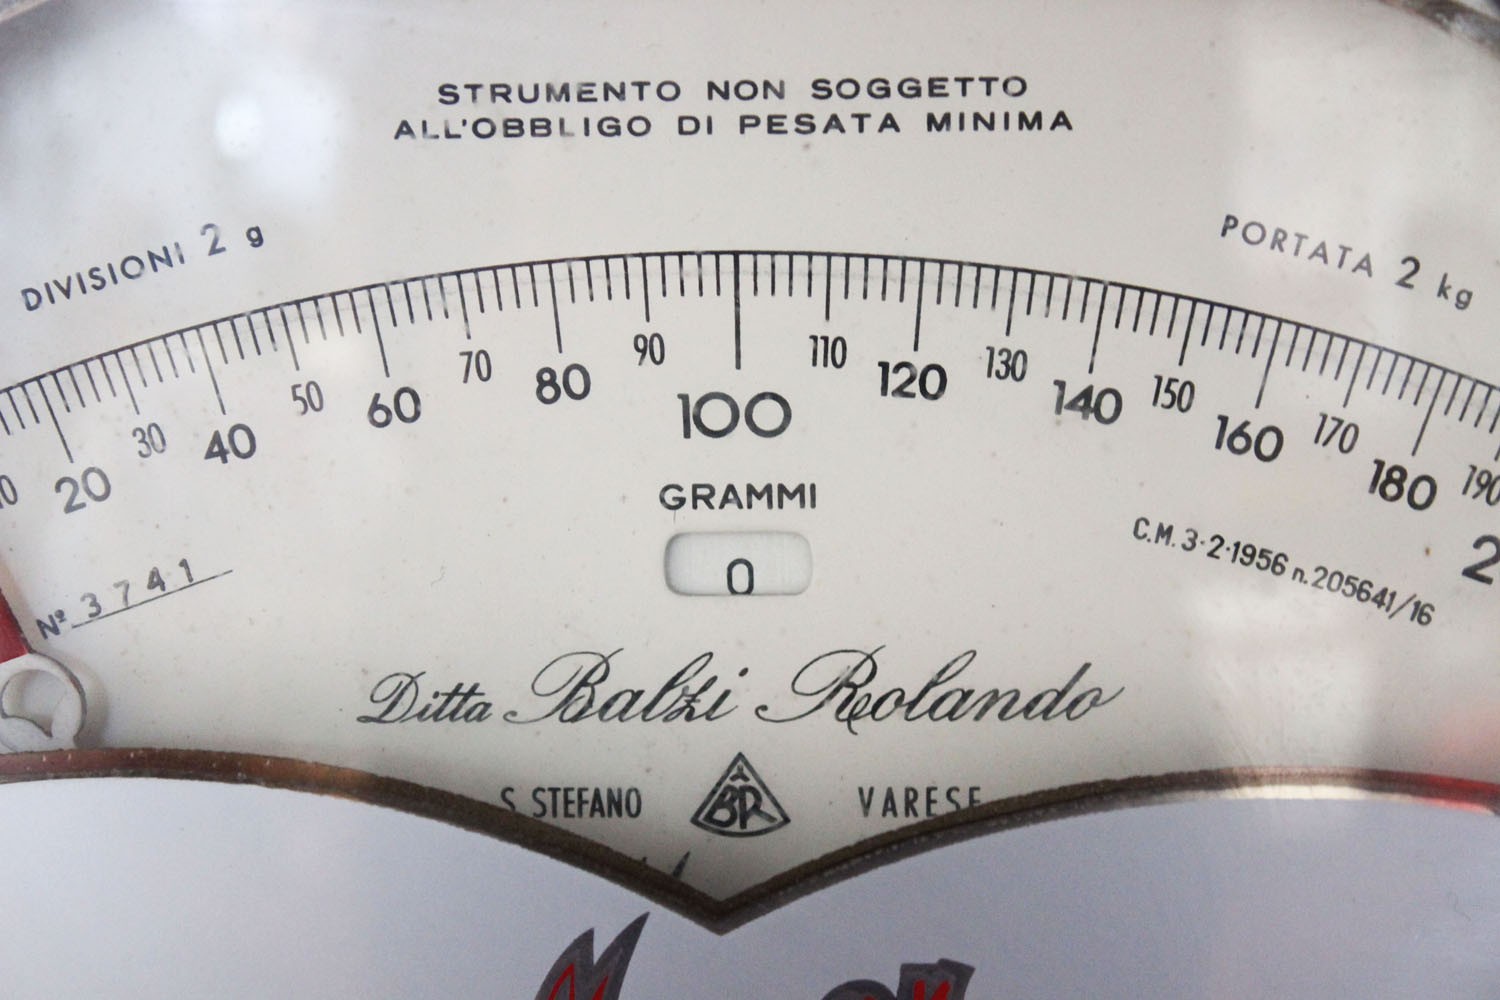 STRUMENTO NON SOGGETTO
ALL'OBBLIGO DI PESATA MINIMA
DIVISIONI 2 g
PORTATA 2 kg
20 30 40 50 60 70 80 90 100 110 120 130 140 150 160 170 180 190
GRAMMI
0
Nº 3741
C.M. 3-2-1956 n. 205641/16
Ditta Balzi Rolando
S. STEFANO BR VARESE